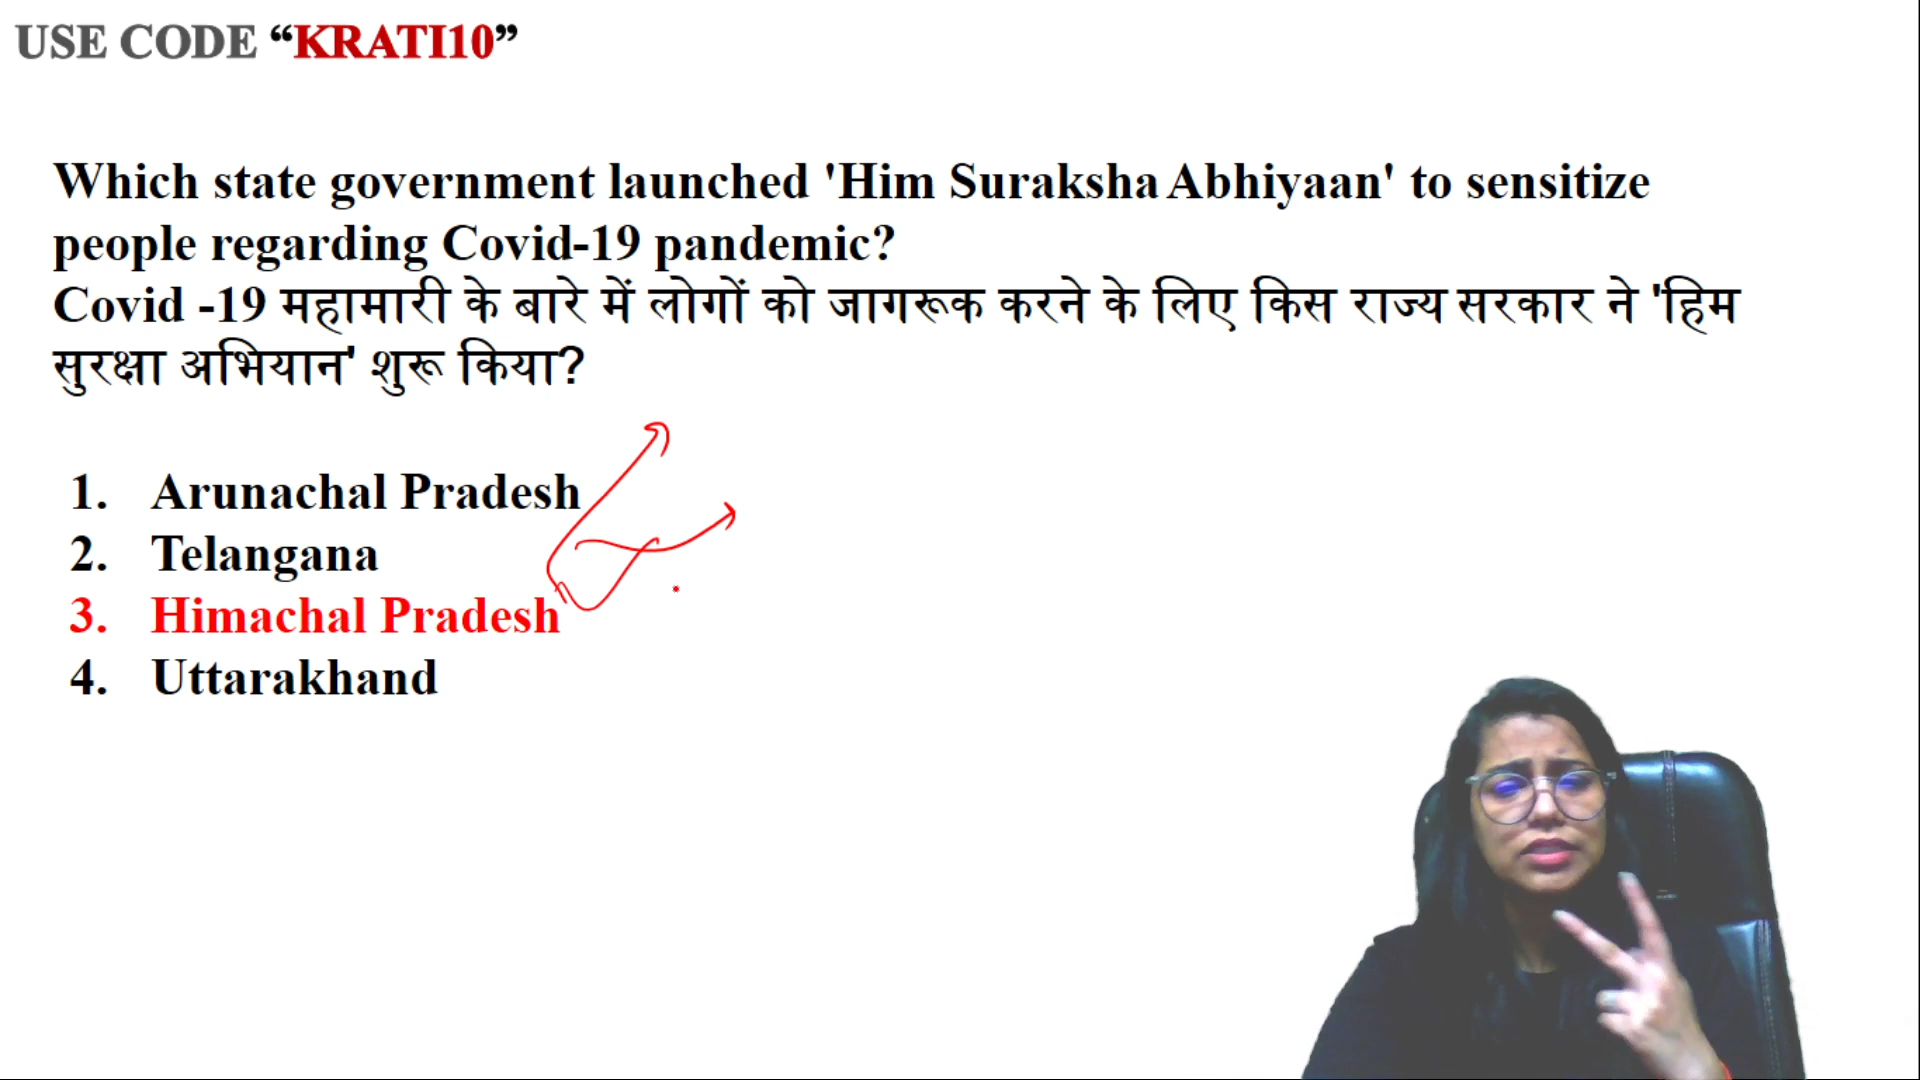 USE CODE “KRATI10”
Which state government launched 'Him Suraksha Abhiyaan' to sensitize
people regarding Covid-19 pandemic?
Covid -19 महामारी के बारे में लोगों को जागरूक करने के लिए किस राज्य सरकार ने 'हिम
सुरक्षा अभियान' शुरू किया?
1. Arunachal Pradesh
2. Telangana
3. Himachal Pradesh
4. Uttarakhand